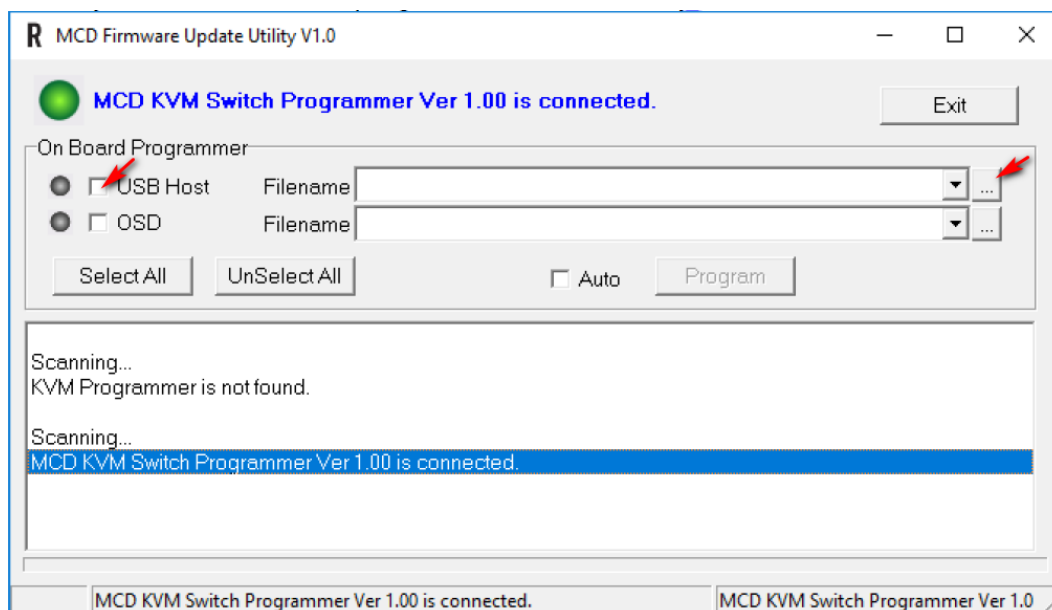 R MCD Firmware Update Utility V1.0
MCD KVM Switch Programmer Ver 1.00 is connected.
Exit
On Board Programmer
USB Host Filename ...
OSD Filename ...
Select All UnSelect All Auto Program
Scanning...
KVM Programmer is not found.
Scanning...
MCD KVM Switch Programmer Ver 1.00 is connected.
MCD KVM Switch Programmer Ver 1.00 is connected. MCD KVM Switch Programmer Ver 1.0